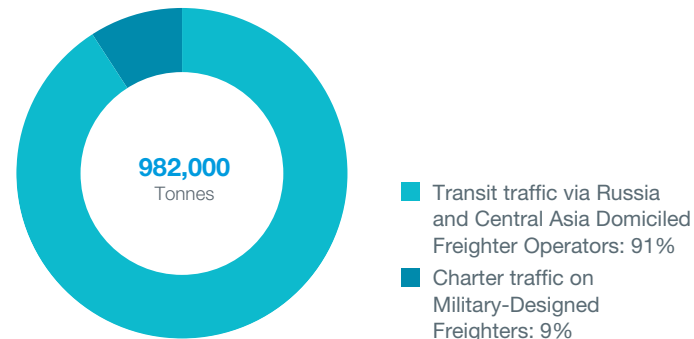 982,000
Tonnes
Transit traffic via Russia
and Central Asia Domiciled
Freighter Operators: 91%
Charter traffic on
Military-Designed
Freighters: 9%